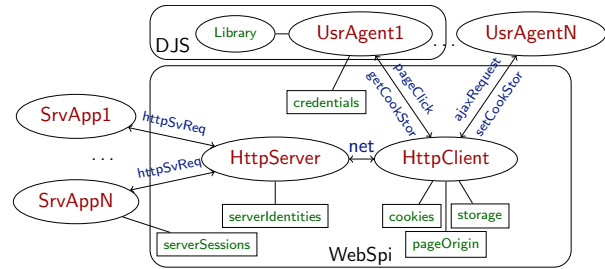 Library
UsrAgent1
. . .
UsrAgentN
DJS
credentials
pageClick
getCookStor
ajaxRequest
setCookStor
SrvApp1
httpSvReq
. . .
httpSvReq
HttpServer
net
HttpClient
SrvAppN
serverIdentities
cookies
storage
serverSessions
pageOrigin
WebSpi